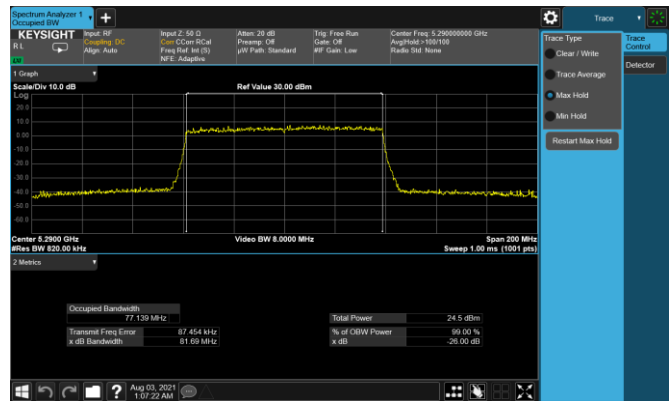 Spectrum Analyzer 1
Occupied BW
Trace
KEYSIGHT
R L
LW
Input: RF
Coupling: DC
Align: Auto
Input Z: 50 Ω
Corr CCorr RCal
Freq Ref: Int (S)
NFE: Adaptive
Atten: 20 dB
Preamp: Off
µW Path: Standard
Trig: Free Run
Gate: Off
#IF Gain: Low
Center Freq: 5.290000000 GHz
Avg|Hold:>100/100
Radio Std: None
Trace Type
Clear / Write
Trace Average
Max Hold
Min Hold
Restart Max Hold
Trace
Control
Detector
1 Graph
Scale/Div 10.0 dB
Ref Value 30.00 dBm
Log
20.0
10.0
0.00
-10.0
-20.0
-30.0
-40.0
-50.0
-60.0
Center 5.2900 GHz
Video BW 8.0000 MHz
Span 200 MHz
#Res BW 820.00 kHz
Sweep 1.00 ms (1001 pts)
2 Metrics
Occupied Bandwidth
77.139 MHz
Total Power 24.5 dBm
Transmit Freq Error 87.454 kHz
% of OBW Power 99.00 %
x dB Bandwidth 81.69 MHz
x dB -26.00 dB
?
Aug 03, 2021
1:07:22 AM